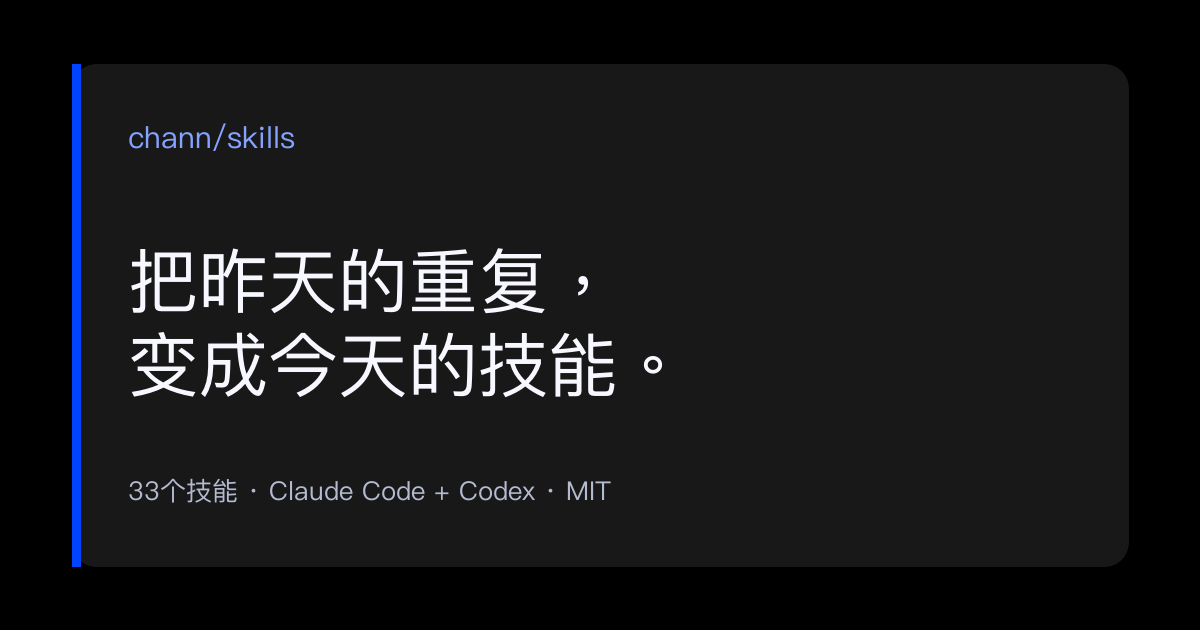 chann/skills
把昨天的重复，
变成今天的技能。
33个技能 · Claude Code + Codex · MIT